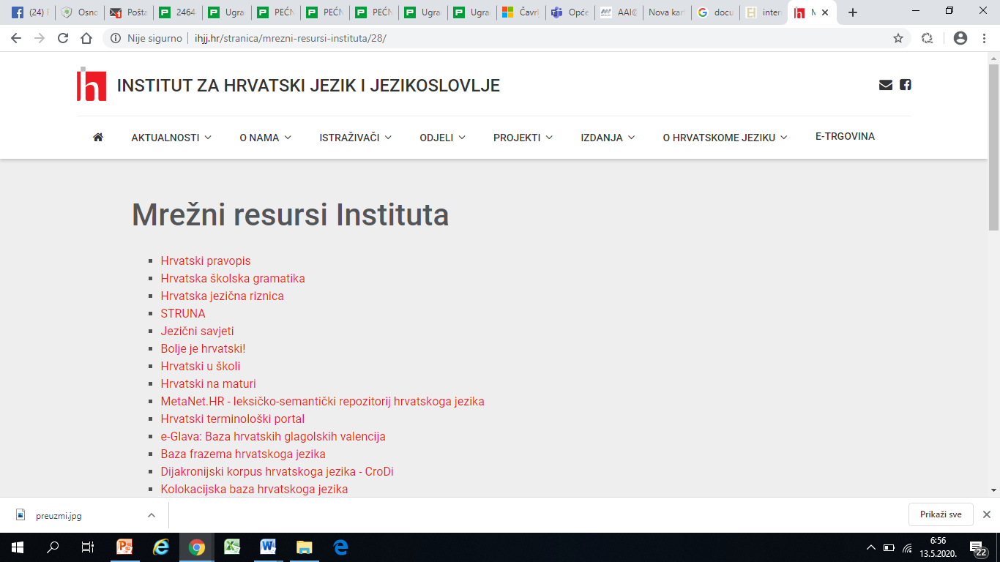 (24) F
Osnc
Pošta
2464
Ugra
PEĆN
PEĆN
PEĆN
Ugra
Ugra
Čavrlj
Opće
AAI@
Nova kart
docu
inter
Nije sigurno | ihjj.hr/stranica/mrezni-resursi-instituta/28/
INSTITUT ZA HRVATSKI JEZIK I JEZIKOSLOVLJE
AKTUALNOSTI O NAMA ISTRAŽIVAČI ODJELI PROJEKTI IZDANJA O HRVATSKOME JEZIKU E-TRGOVINA
Mrežni resursi Instituta
Hrvatski pravopis
Hrvatska školska gramatika
Hrvatska jezična riznica
STRUNA
Jezični savjeti
Bolje je hrvatski!
Hrvatski u školi
Hrvatski na maturi
MetaNet.HR - leksičko-semantički repozitorij hrvatskoga jezika
Hrvatski terminološki portal
e-Glava: Baza hrvatskih glagolskih valencija
Baza frazema hrvatskoga jezika
Dijakronijski korpus hrvatskoga jezika - CroDi
Kolokacijska baza hrvatskoga jezika
preuzmi.jpg
Prikaži sve
6:56
13.5.2020.
22